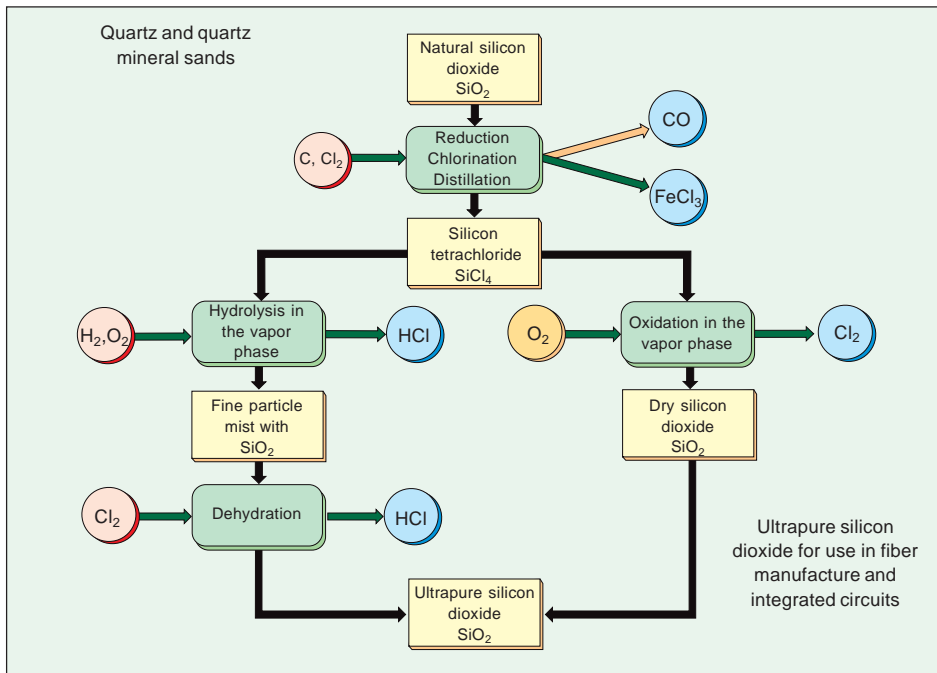 Quartz and quartz
mineral sands
Natural silicon
dioxide
SiO₂
CO
C, Cl₂
Reduction
Chlorination
Distillation
FeCl₃
Silicon
tetrachloride
SiCl₄
H₂,O₂
Hydrolysis in
the vapor
phase
HCl
O₂
Oxidation in the
vapor phase
Cl₂
Fine particle
mist with
SiO₂
Dry silicon
dioxide
SiO₂
Cl₂
Dehydration
HCl
Ultrapure silicon
dioxide for use in fiber
manufacture and
integrated circuits
Ultrapure silicon
dioxide
SiO₂